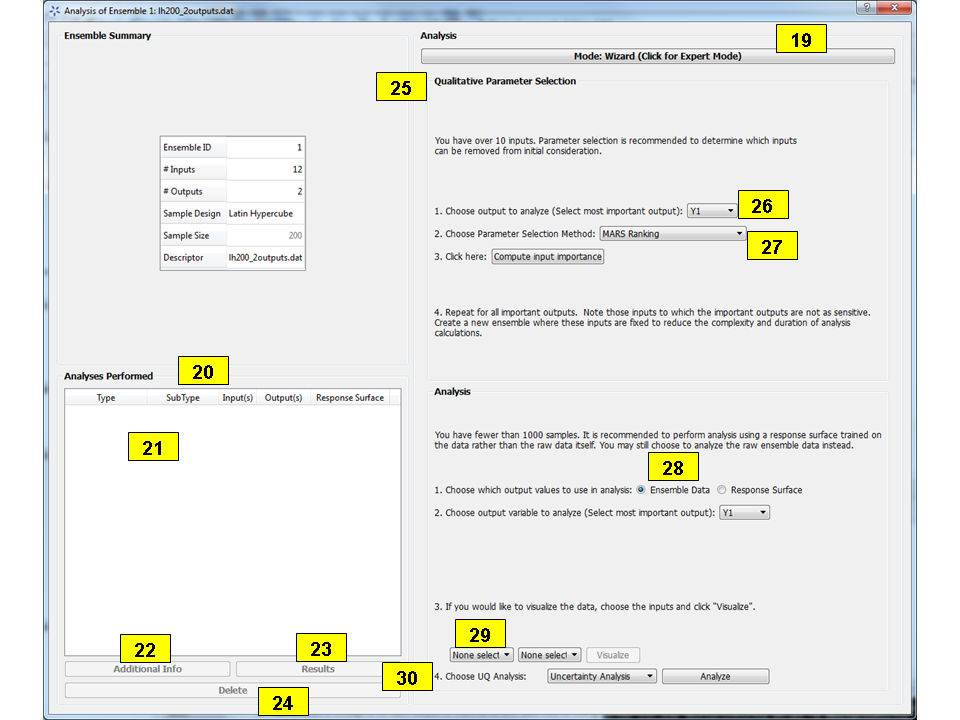 Analysis of Ensemble 1: lh200_2outputs.dat
Ensemble Summary
Ensemble ID 1
# Inputs 12
# Outputs 2
Sample Design Latin Hypercube
Sample Size 200
Descriptor lh200_2outputs.dat
20
Analyses Performed
Type SubType Input(s) Output(s) Response Surface
21
22
23
Additional Info Results
Delete
24
Analysis
19
Mode: Wizard (Click for Expert Mode)
25
Qualitative Parameter Selection
You have over 10 inputs. Parameter selection is recommended to determine which inputs
can be removed from initial consideration.
1. Choose output to analyze (Select most important output): Y1
26
2. Choose Parameter Selection Method: MARS Ranking
27
3. Click here: Compute input importance
4. Repeat for all important outputs. Note those inputs to which the important outputs are not as sensitive.
Create a new ensemble where these inputs are fixed to reduce the complexity and duration of analysis
calculations.
Analysis
You have fewer than 1000 samples. It is recommended to perform analysis using a response surface trained on
the data rather than the raw data itself. You may still choose to analyze the raw ensemble data instead.
28
1. Choose which output values to use in analysis: Ensemble Data Response Surface
2. Choose output variable to analyze (Select most important output): Y1
3. If you would like to visualize the data, choose the inputs and click "Visualize".
29
None select None select Visualize
30
4. Choose UQ Analysis: Uncertainty Analysis Analyze